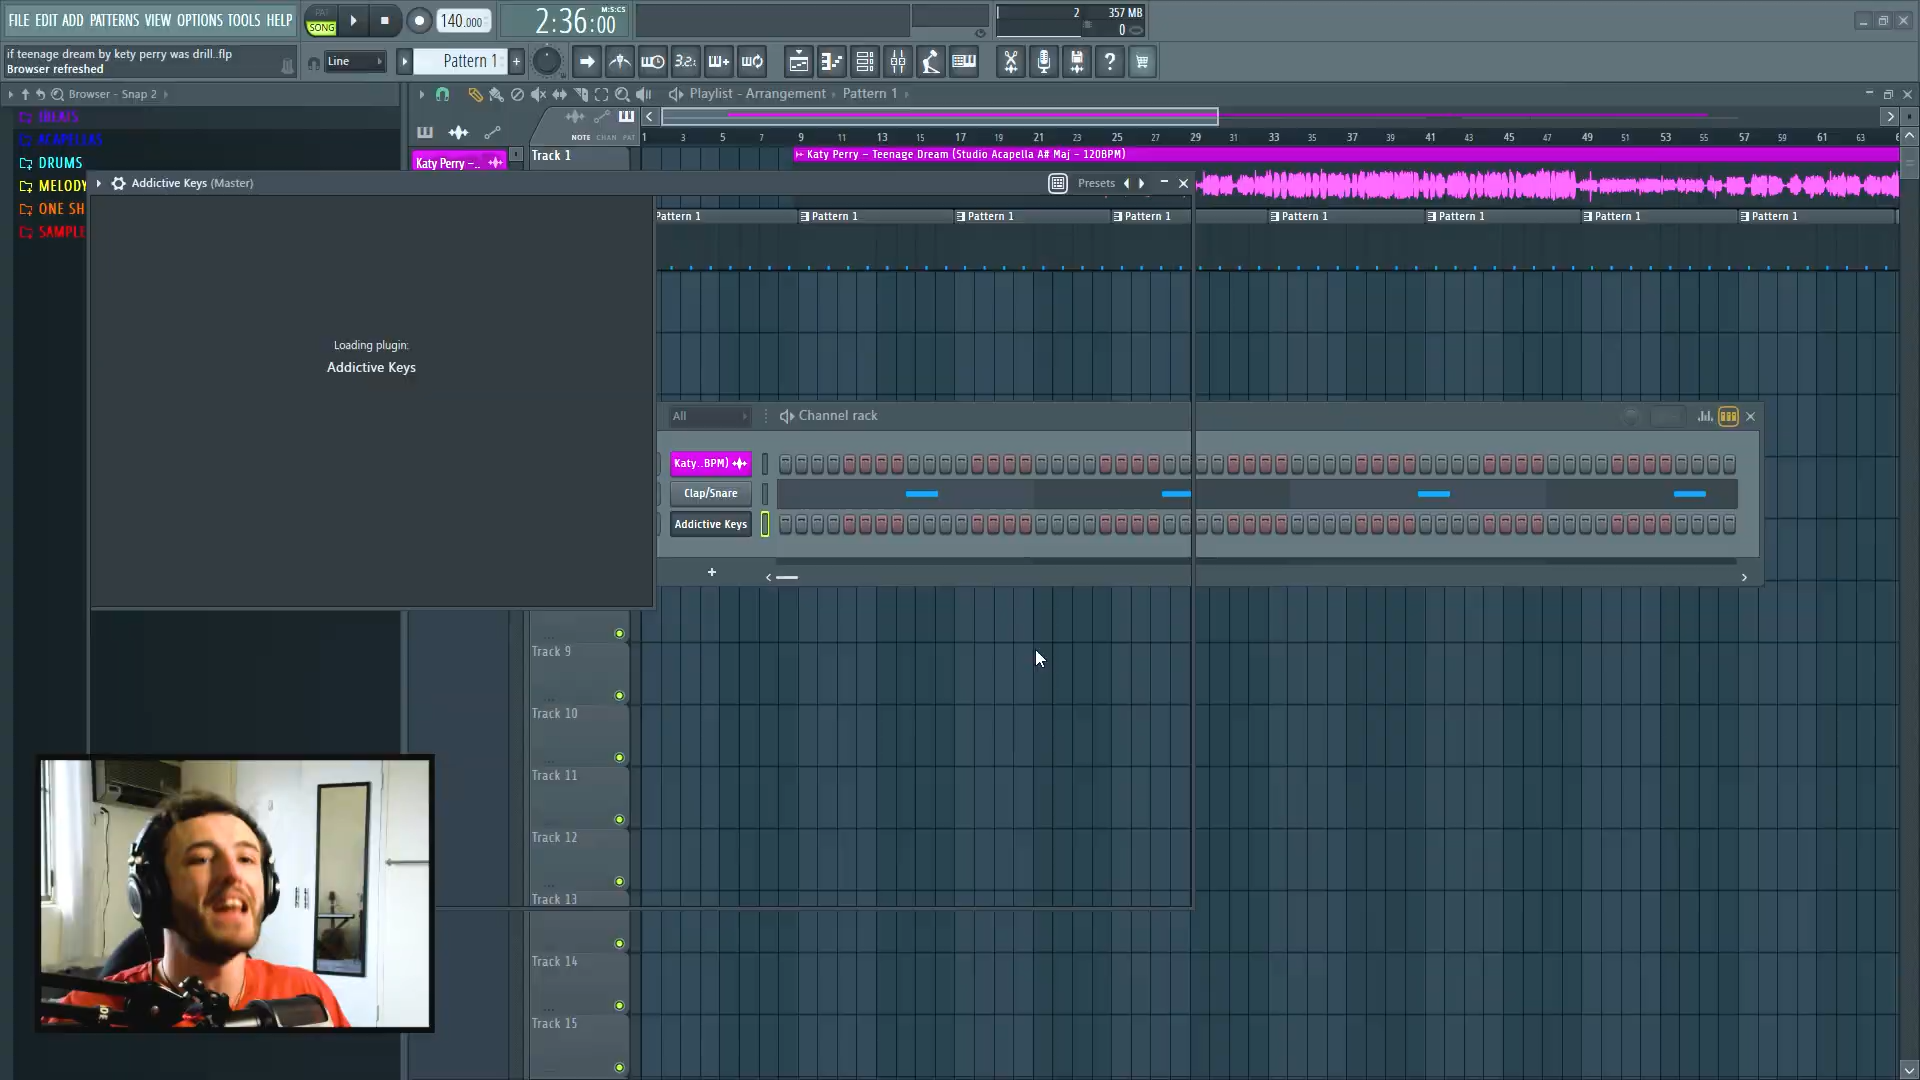 FILE EDIT ADD PATTERNS VIEW OPTIONS TOOLS HELP
PAT
SONG
140.000
2:36:00
M:S:CS
2
357 MB
0
if teenage dream by kety perry was drill..flp
Browser refreshed
Line
Pattern 1
+
3.2.:
?
Browser - Snap 2
Playlist - Arrangement
Pattern 1
BEATS
ACAPELLAS
DRUMS
MELODY
ONE SH
SAMPLE
NOTE CHAN PAT
1 3 5 7 9 11 13 15 17 19 21 23 25 27 29 31 33 35 37 39 41 43 45 47 49 51 53 55 57 59 61 63 6
Katy Perry -..
Track 1
Katy Perry - Teenage Dream (Studio Acapella A# Maj - 120BPM)
Addictive Keys (Master)
Presets
Pattern 1
Pattern 1
Pattern 1
Pattern 1
Pattern 1
Pattern 1
Pattern 1
Pattern 1
Loading plugin:
Addictive Keys
All
Channel rack
Katy..BPM)
Clap/Snare
Addictive Keys
+
Track 9
Track 10
Track 11
Track 12
Track 13
Track 14
Track 15